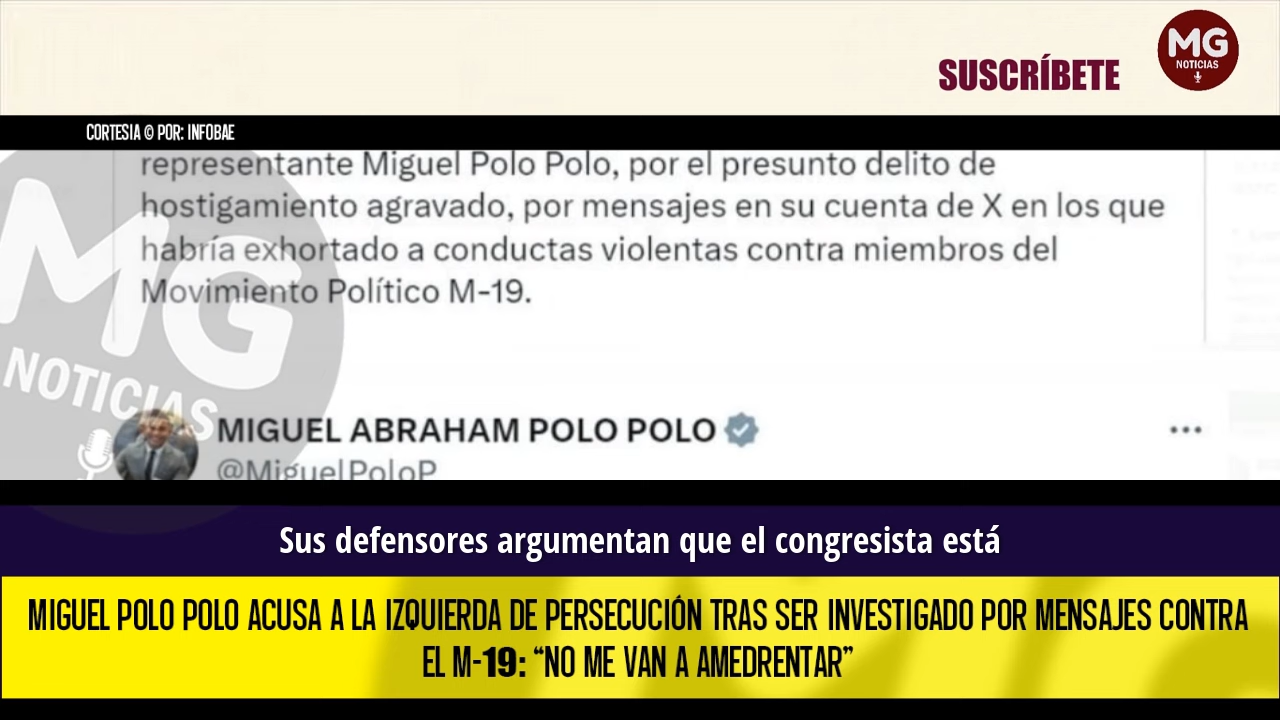 SUSCRÍBETE
MG
NOTICIAS
CORTESIA © POR: INFOBAE
representante Miguel Polo Polo, por el presunto delito de
hostigamiento agravado, por mensajes en su cuenta de X en los que
habría exhortado a conductas violentas contra miembros del
Movimiento Político M-19.
MG
NOTICIAS
MIGUEL ABRAHAM POLO POLO
@MiguelPoloP
Sus defensores argumentan que el congresista está
MIGUEL POLO POLO ACUSA A LA IZQUIERDA DE PERSECUCIÓN TRAS SER INVESTIGADO POR MENSAJES CONTRA
EL M-19: “NO ME VAN A AMEDRENTAR”